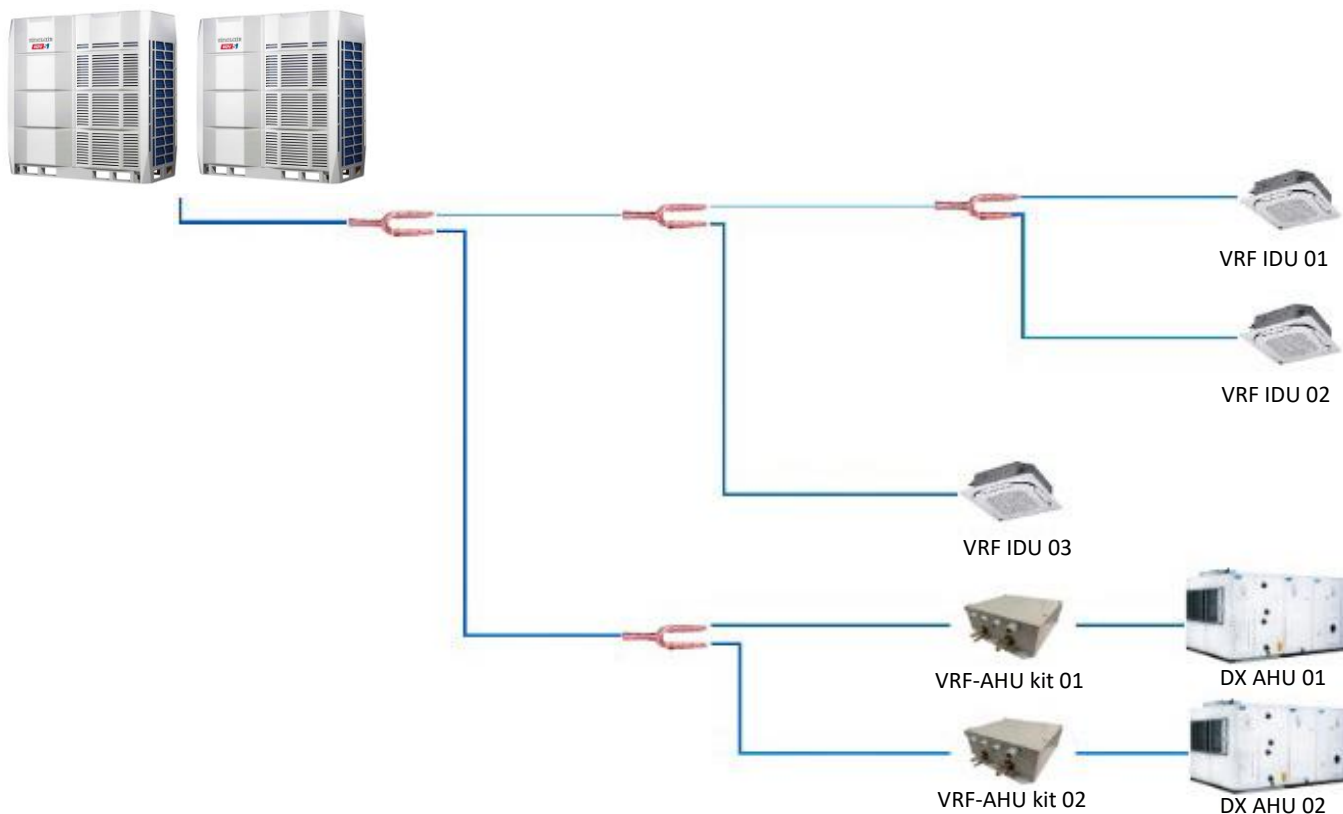 VRF IDU 01
VRF IDU 02
VRF IDU 03
VRF-AHU kit 01
DX AHU 01
VRF-AHU kit 02
DX AHU 02